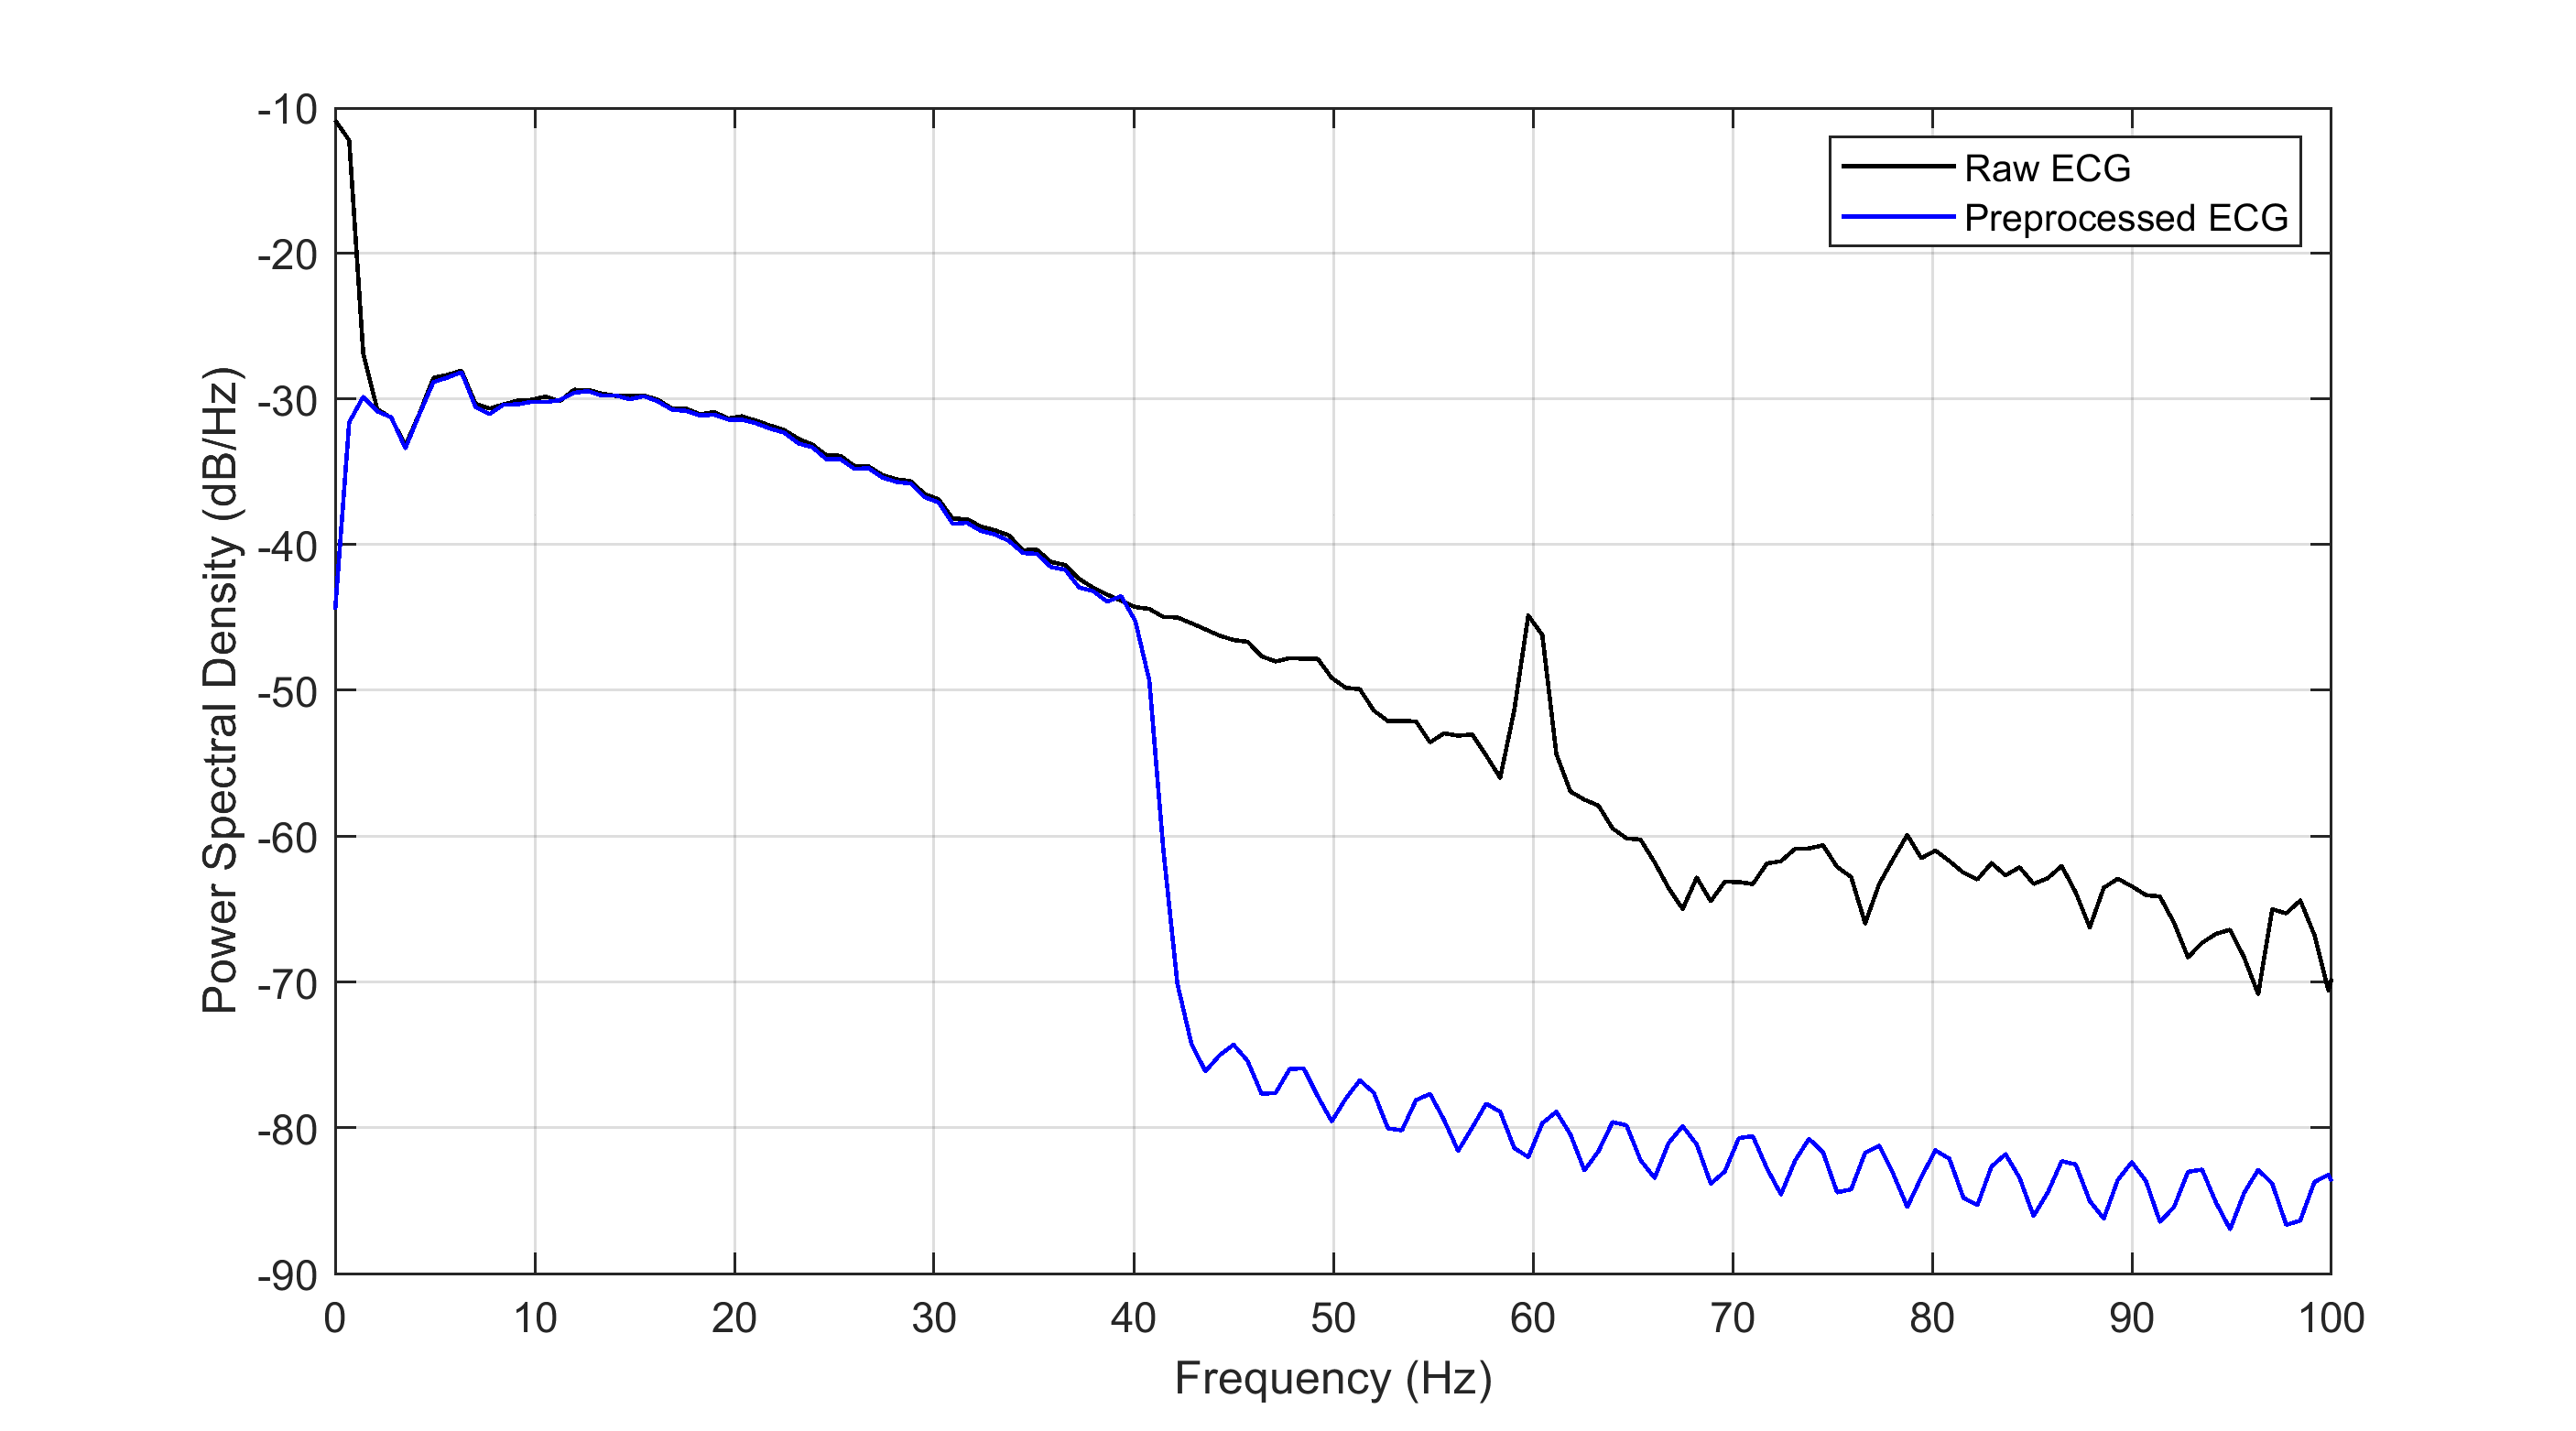 Power Spectral Density (dB/Hz)
-10
-20
-30
-40
-50
-60
-70
-80
-90
Raw ECG
Preprocessed ECG
0 10 20 30 40 50 60 70 80 90 100
Frequency (Hz)